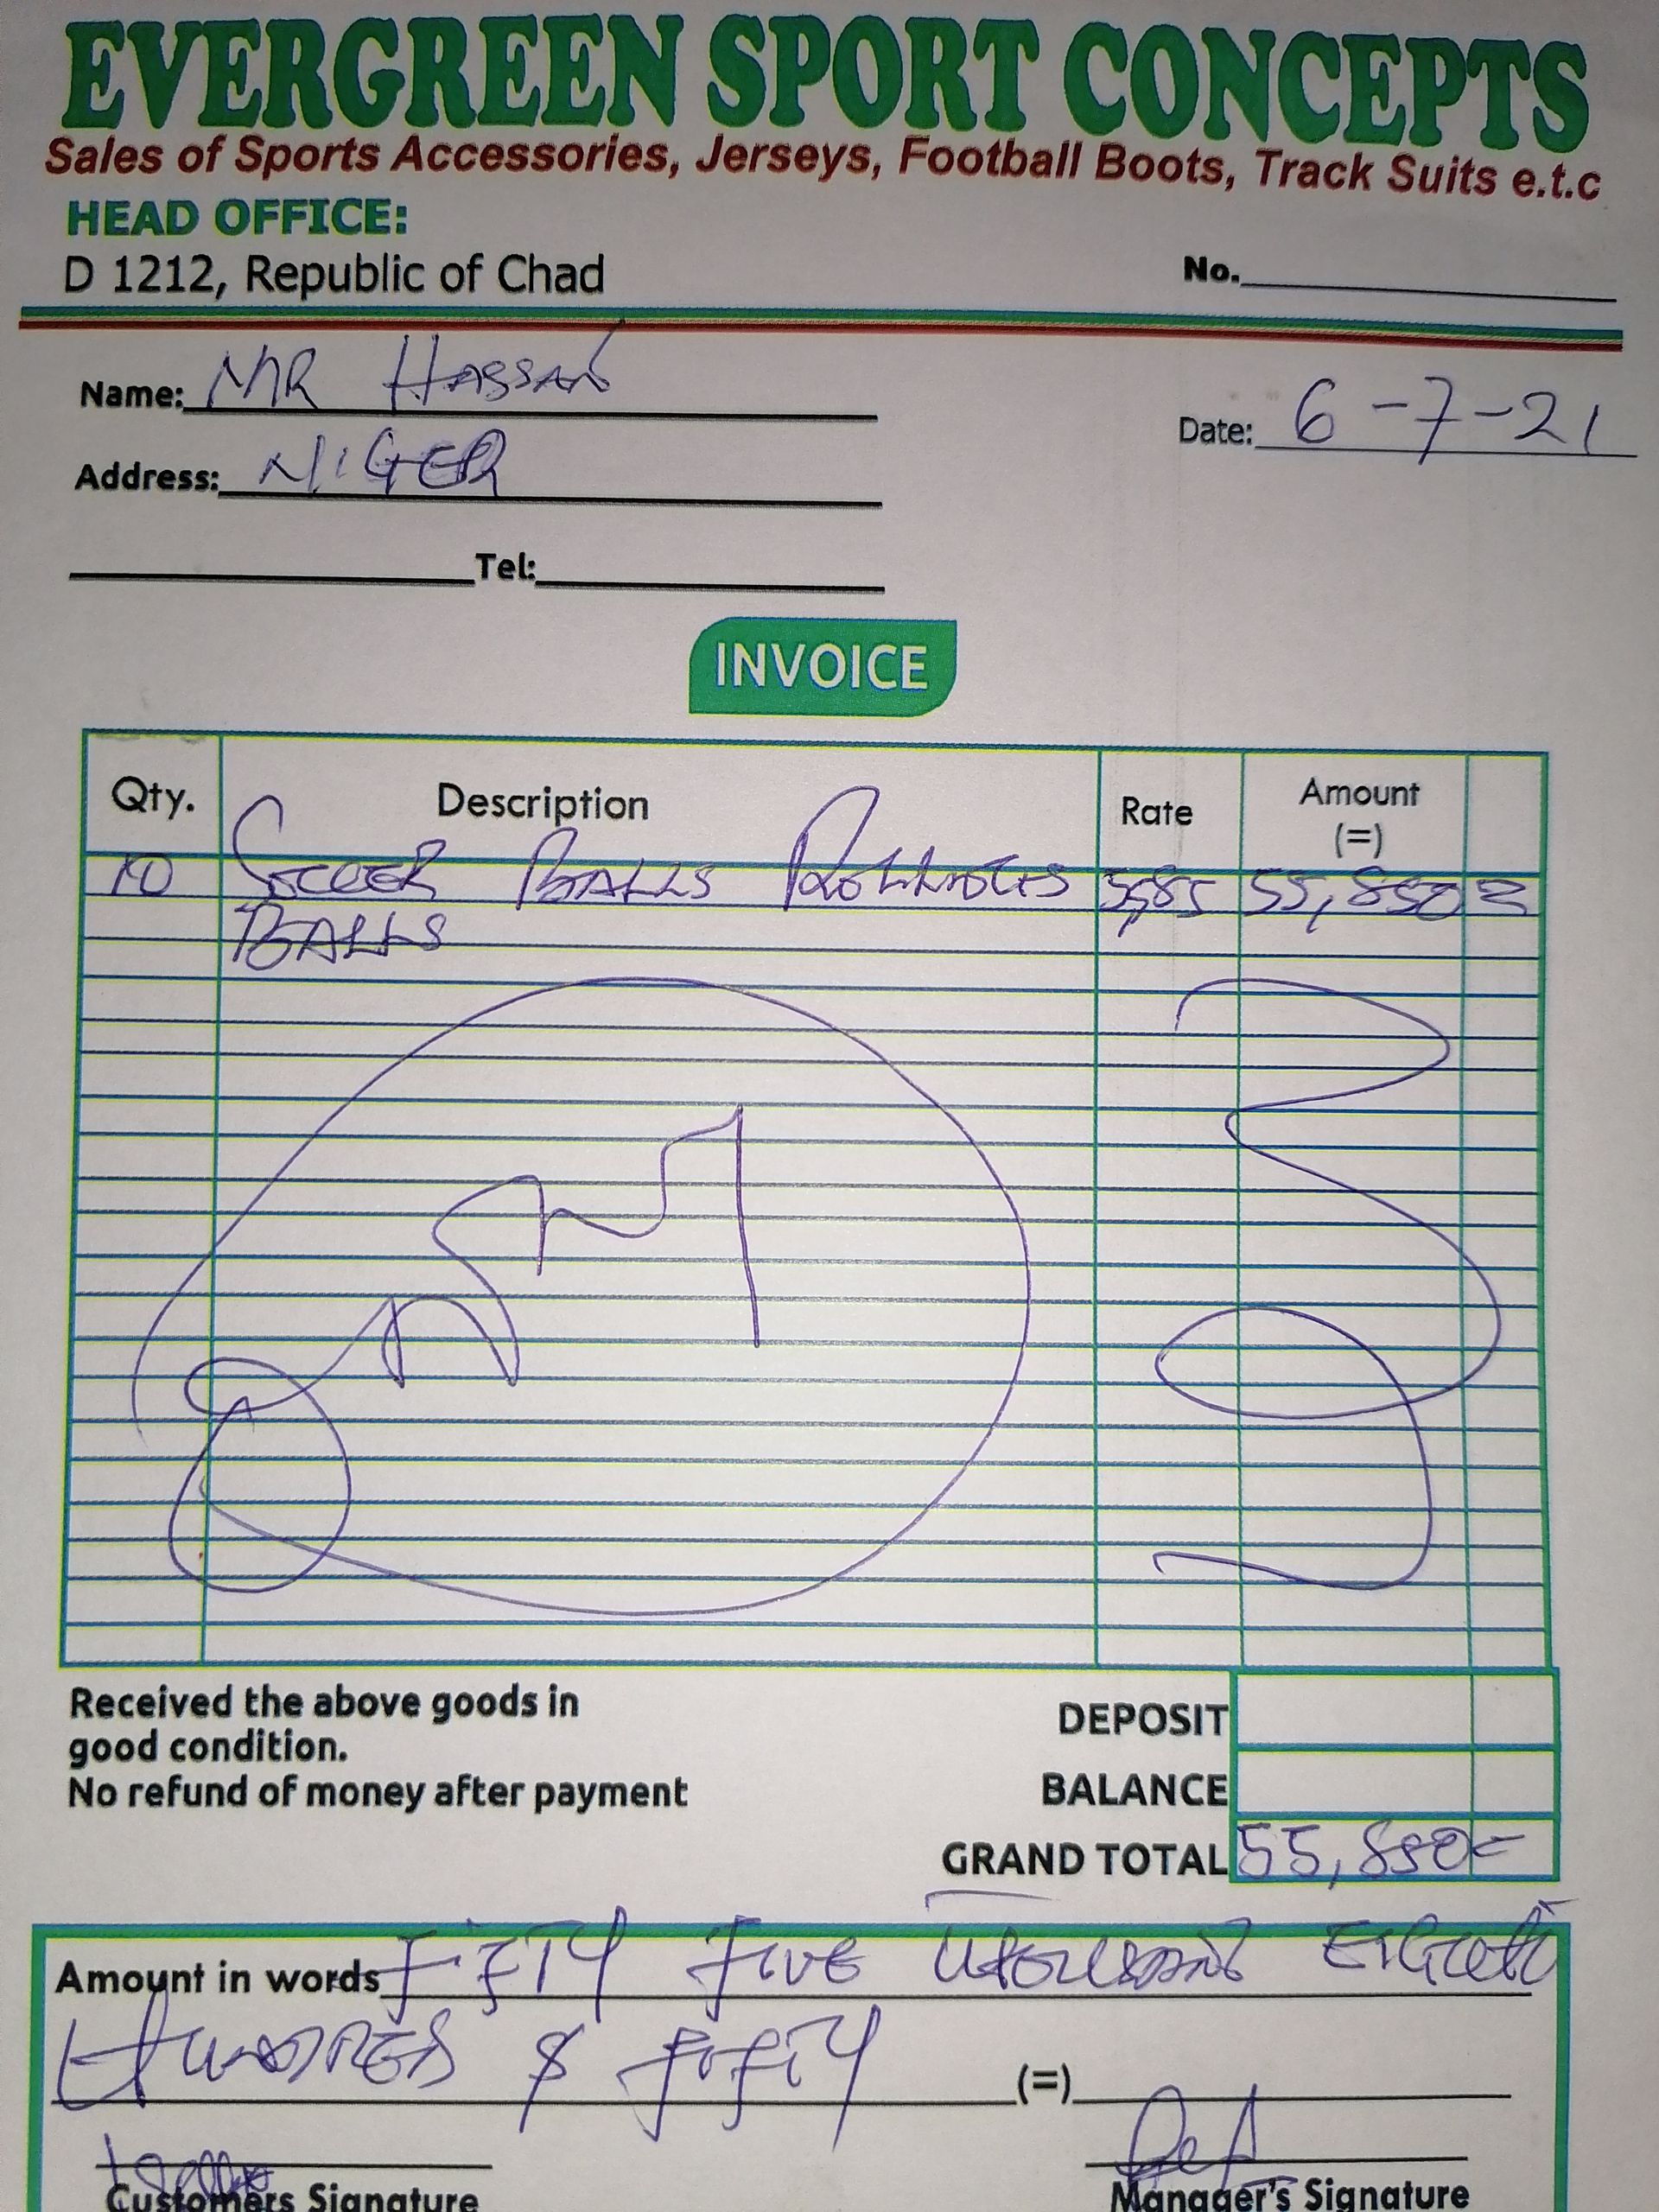 EVERGREEN SPORT CONCEPTS
Sales of Sports Accessories, Jerseys, Football Boots, Track Suits e.t.c
HEAD OFFICE:
D 1212, Republic of Chad
No.
Name: MR HASSAN
Date: 6-7-21
Address: NIGER
Tel:
INVOICE
Qty. Description Rate Amount (=)
10 SOCCER BALLS 55,850 =
BALLS
Received the above goods in
good condition.
No refund of money after payment
DEPOSIT
BALANCE
GRAND TOTAL 55,850 =
Amount in words FIFTY FIVE THOUSAND EIGHT
HUNDRED & FIFTY (=)
Customers Signature Manager's Signature